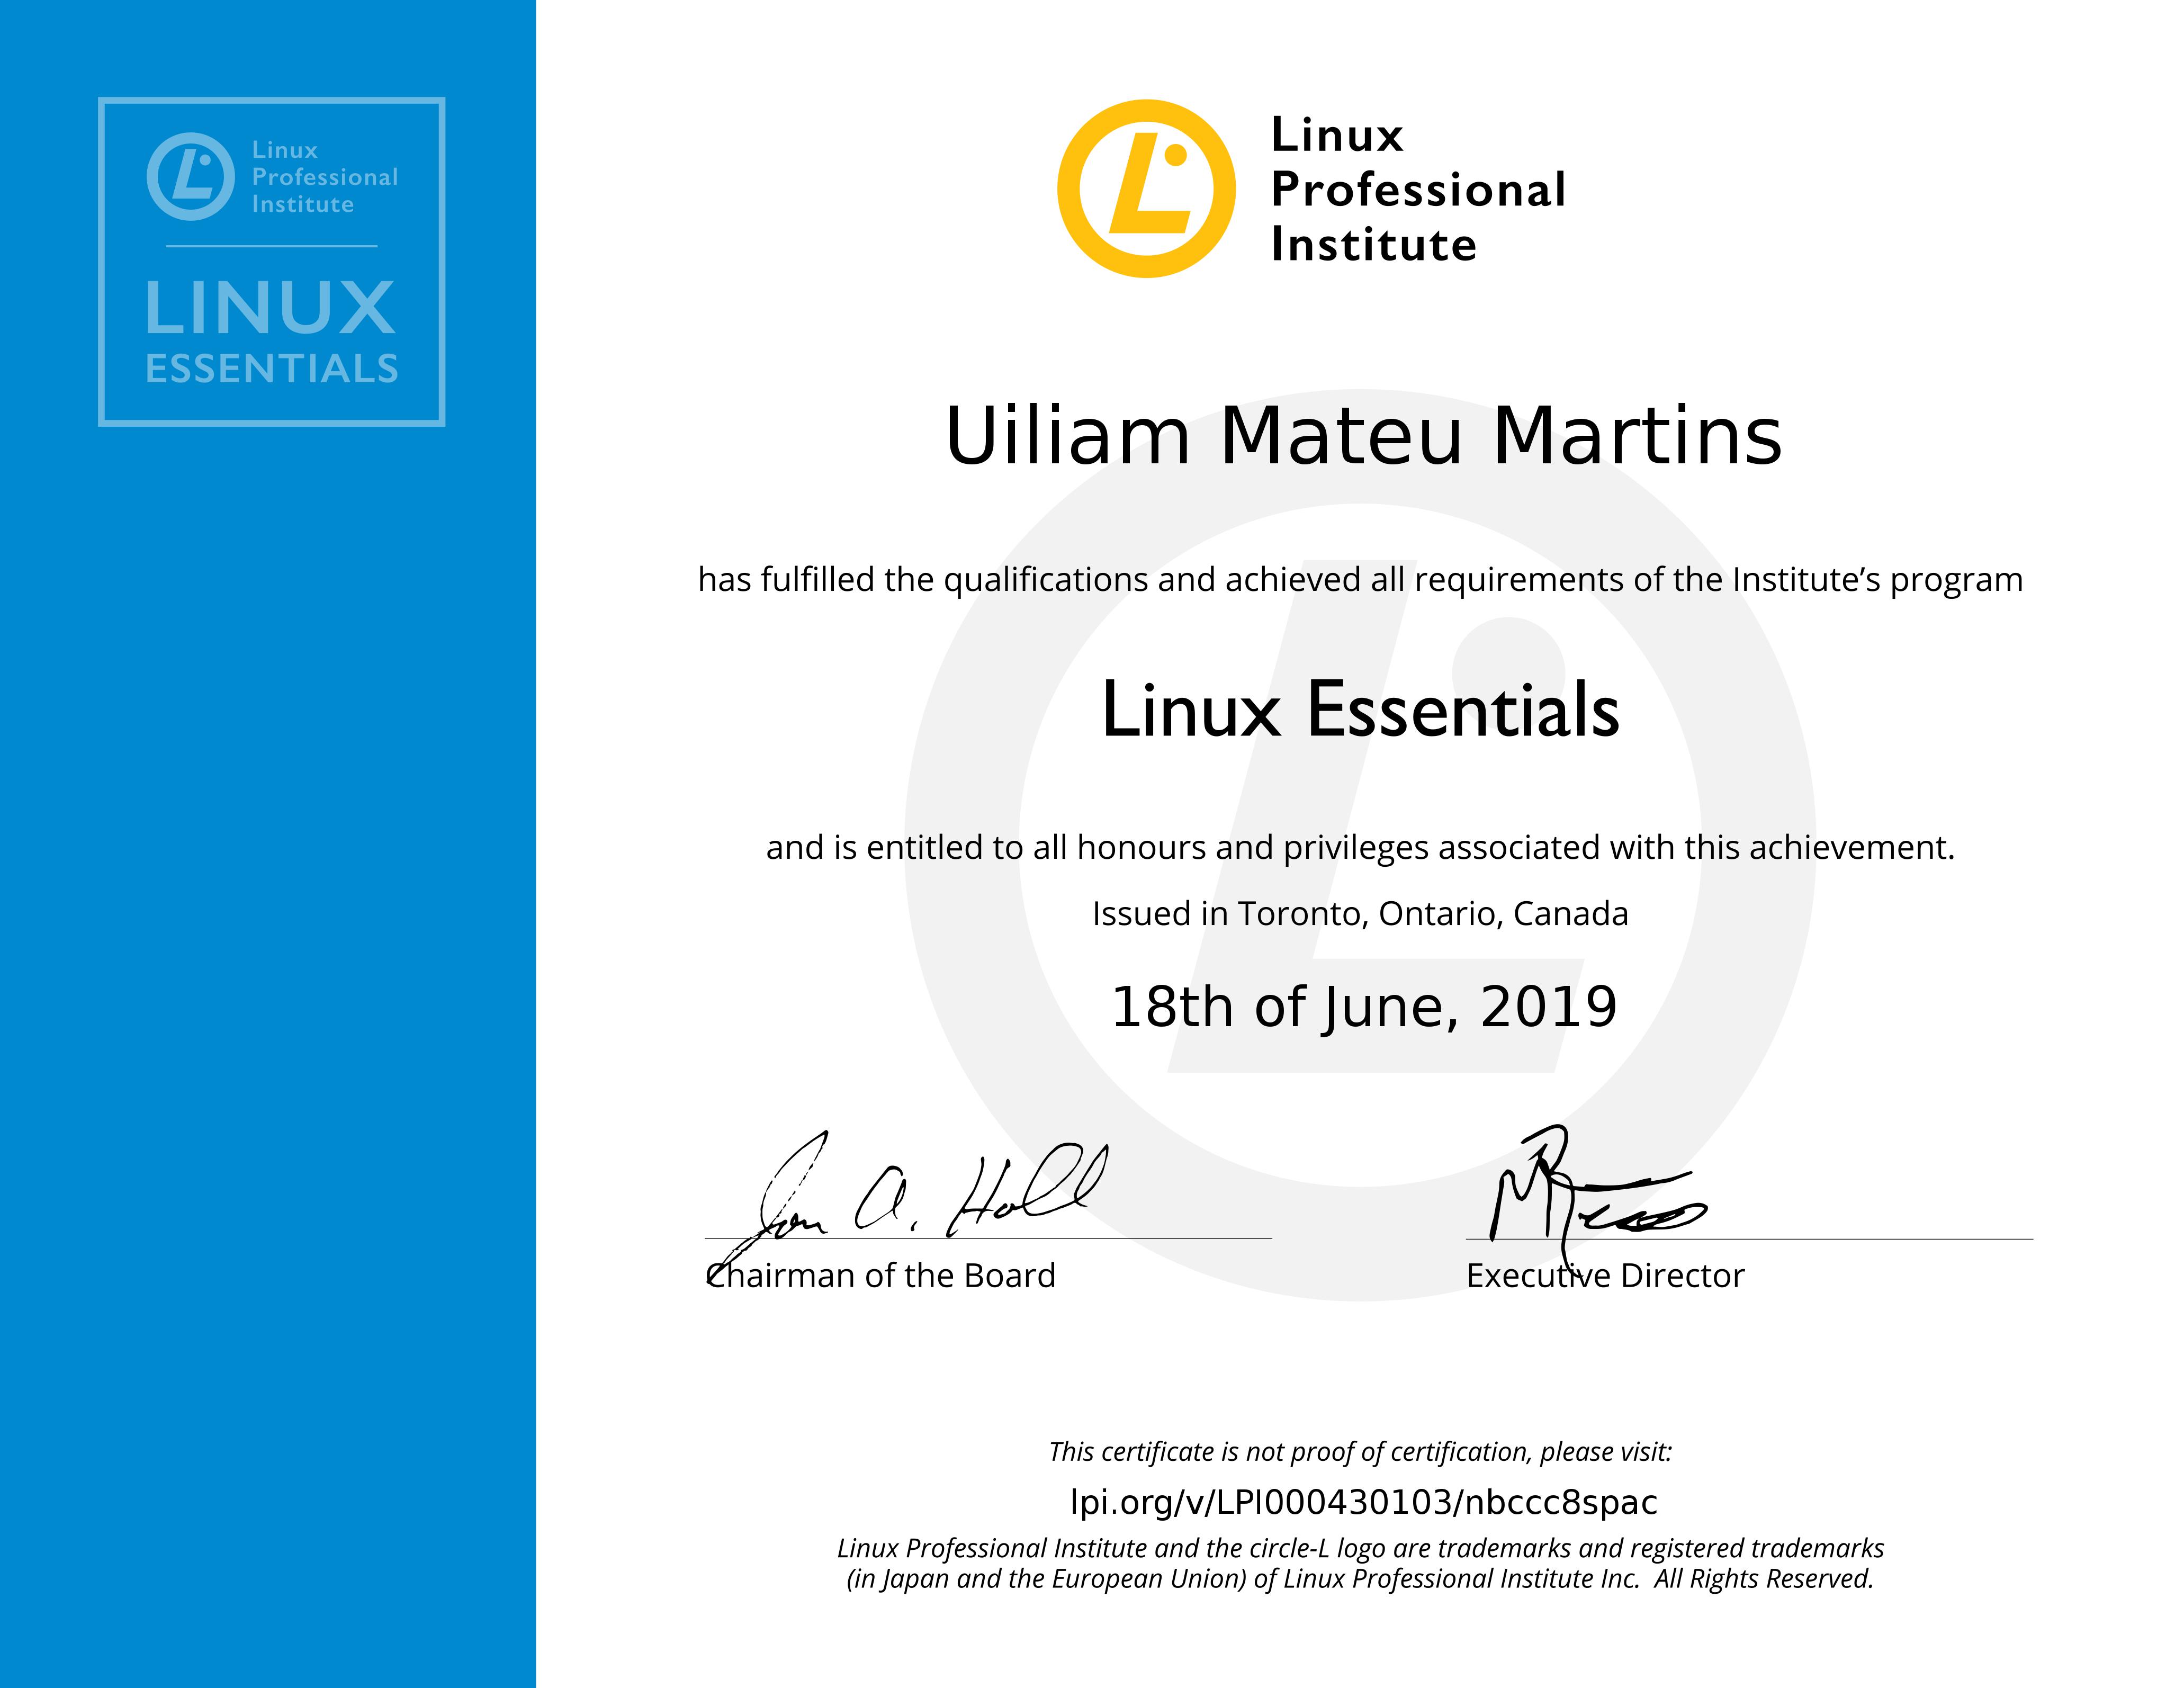 Linux
Professional
Institute
LINUX
ESSENTIALS
Linux
Professional
Institute
Uiliam Mateu Martins
has fulfilled the qualifications and achieved all requirements of the Institute’s program
Linux Essentials
and is entitled to all honours and privileges associated with this achievement.
Issued in Toronto, Ontario, Canada
18th of June, 2019
Jon A. Hall
Chairman of the Board
Executive Director
This certificate is not proof of certification, please visit:
lpi.org/v/LPI000430103/nbccc8spac
Linux Professional Institute and the circle-L logo are trademarks and registered trademarks
(in Japan and the European Union) of Linux Professional Institute Inc.  All Rights Reserved.